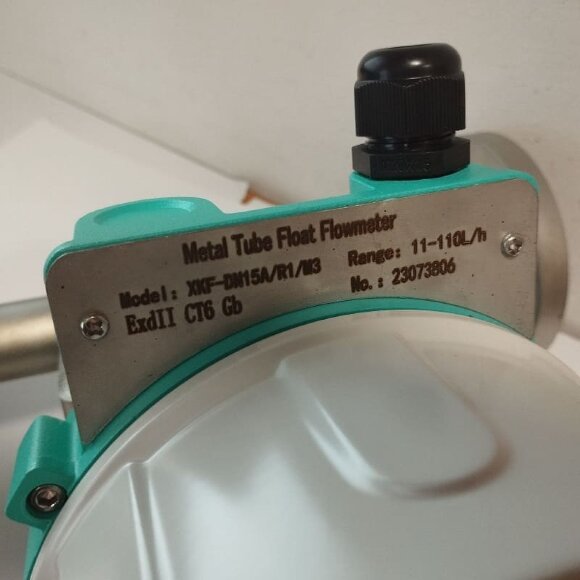 Metal Tube Float Flowmeter
Model: XKF-DN15A/R1/M3
Range: 11-110L/h
ExdII CT6 Gb
No.: 23073806